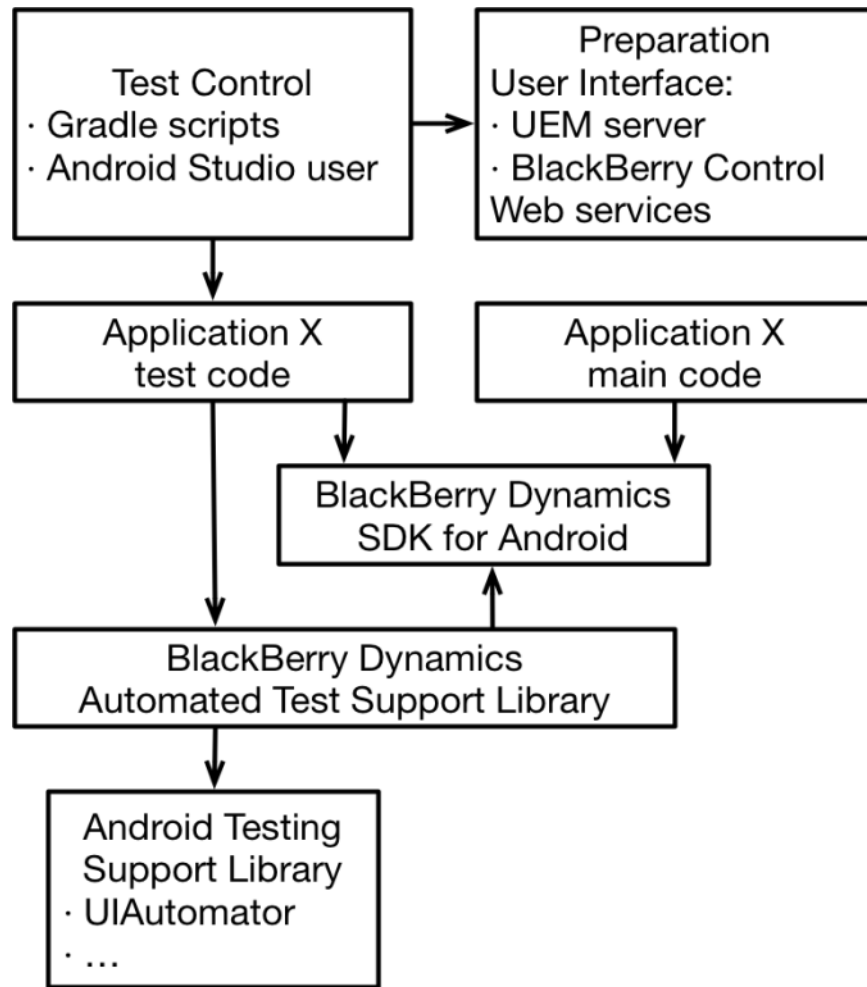 Test Control
· Gradle scripts
· Android Studio user
Preparation
User Interface:
· UEM server
· BlackBerry Control
Web services
Application X
test code
Application X
main code
BlackBerry Dynamics
SDK for Android
BlackBerry Dynamics
Automated Test Support Library
Android Testing
Support Library
· UIAutomator
· ...